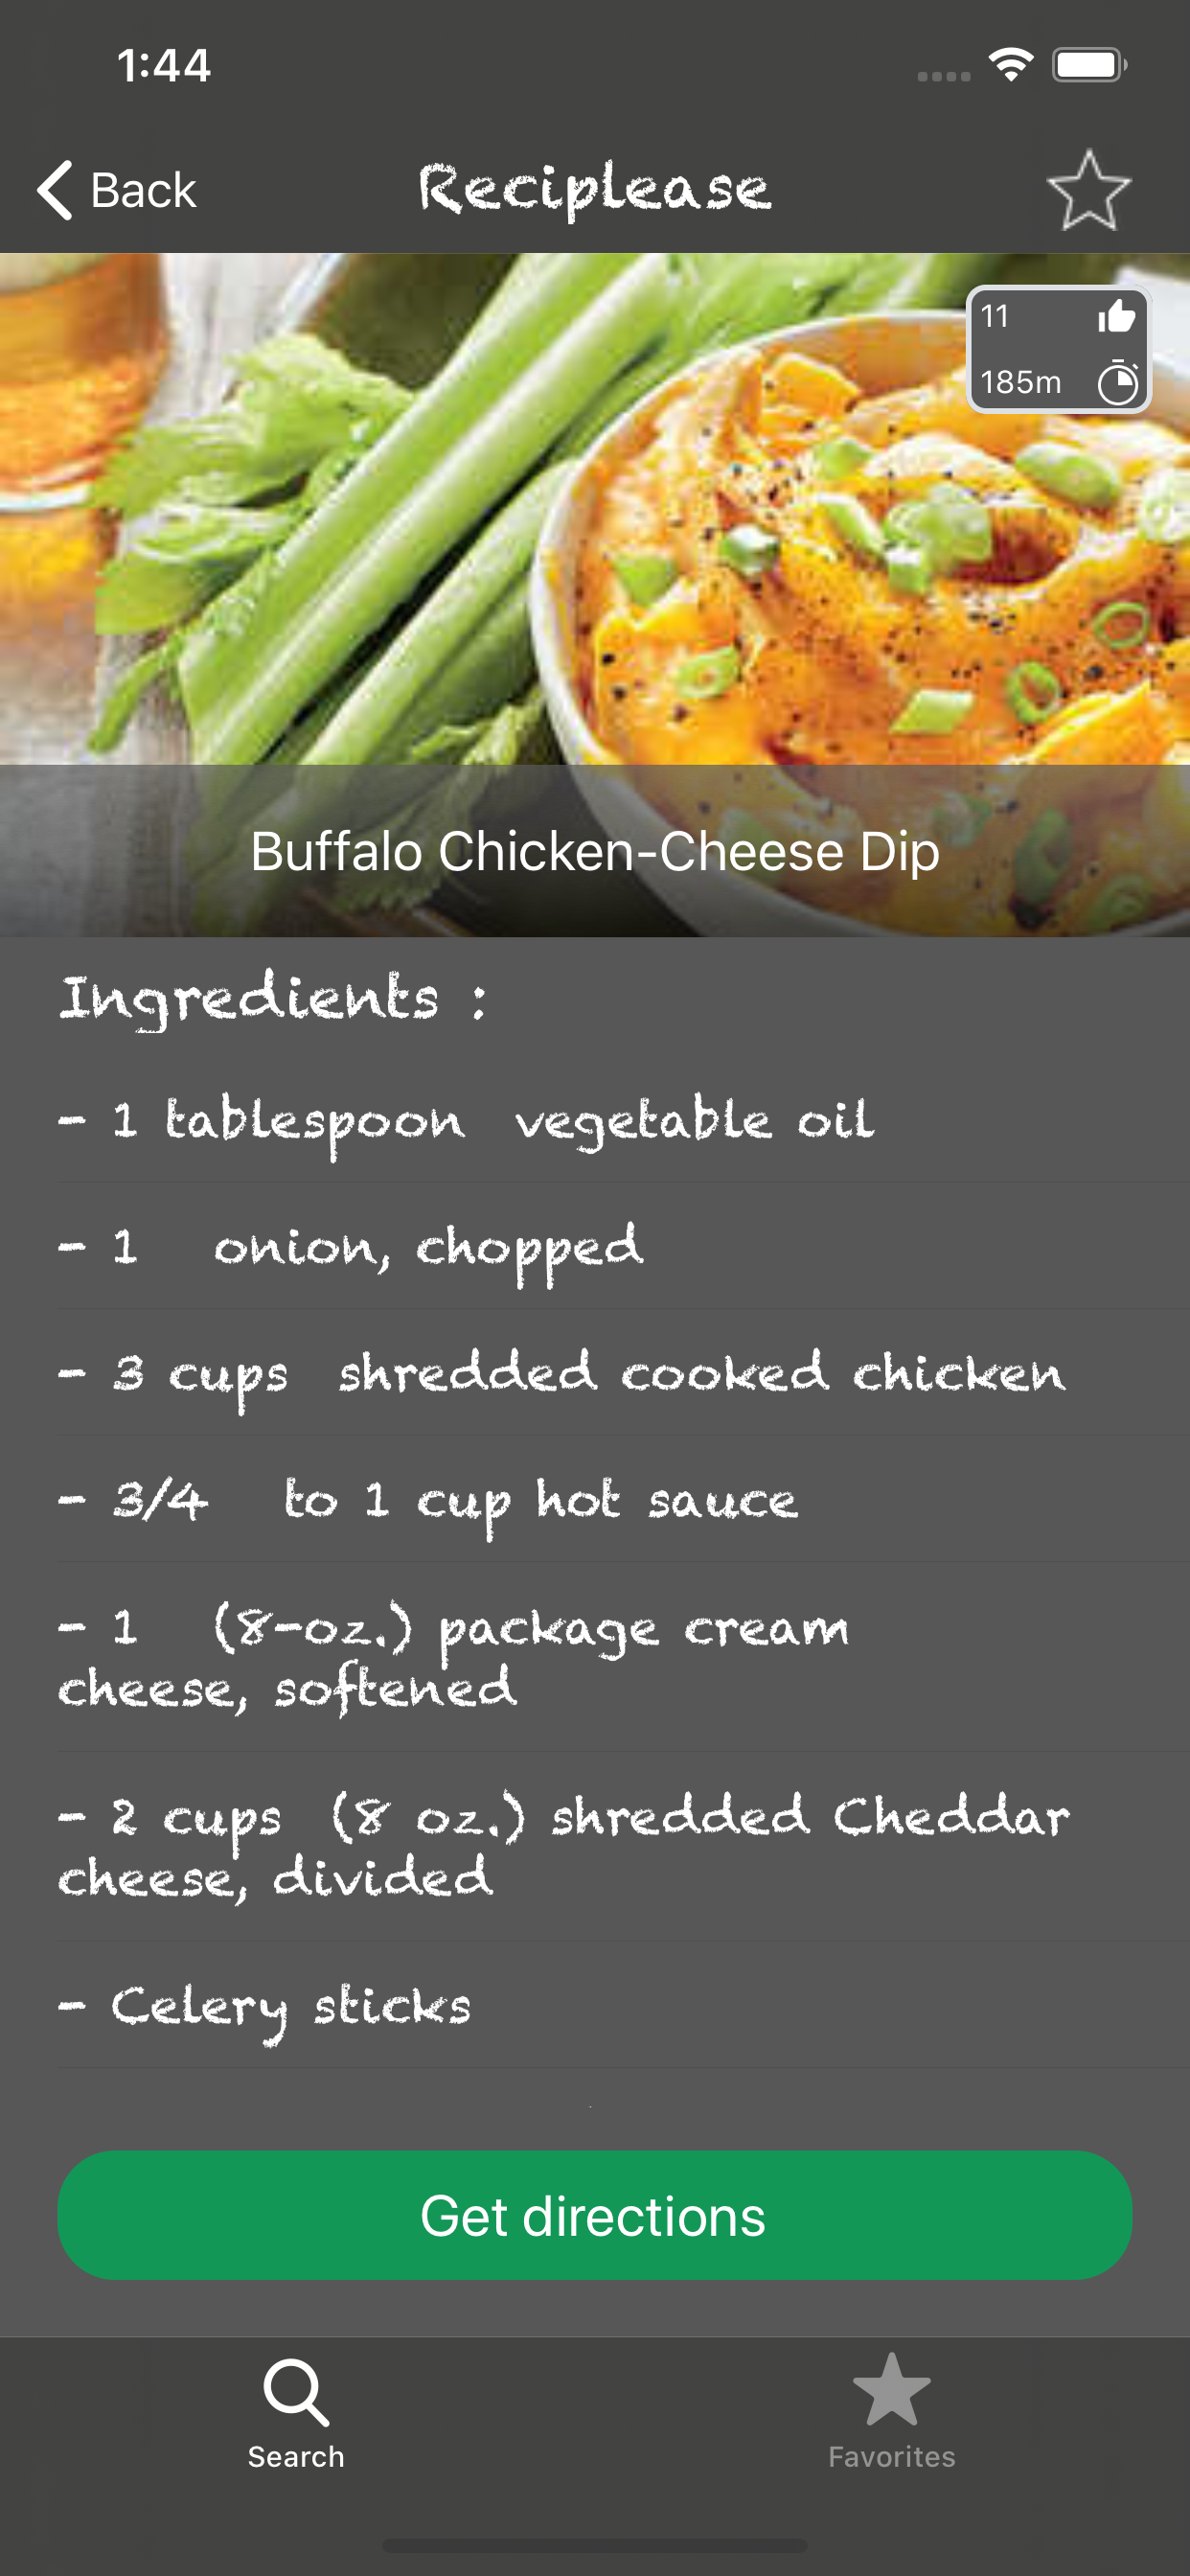 1:44
Back
Reciplease
11
185m
Buffalo Chicken-Cheese Dip
Ingredients :
- 1 tablespoon  vegetable oil
- 1   onion, chopped
- 3 cups  shredded cooked chicken
- 3/4   to 1 cup hot sauce
- 1   (8-oz.) package cream
cheese, softened
- 2 cups  (8 oz.) shredded Cheddar
cheese, divided
- Celery sticks
Get directions
Search
Favorites